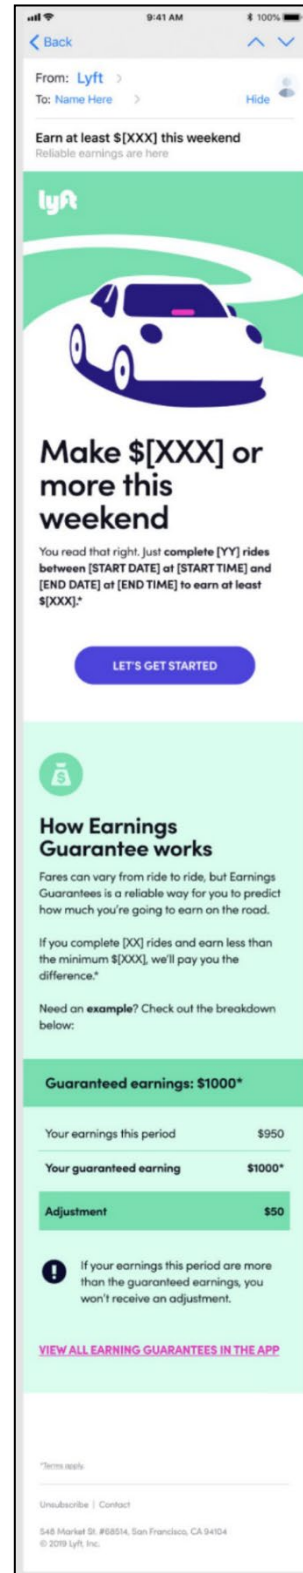 9:41 AM
100%
Back
From: Lyft
To: Name Here
Hide
Earn at least $[XXX] this weekend
Reliable earnings are here
lyft
Make $[XXX] or
more this
weekend
You read that right. Just complete [YY] rides
between [START DATE] at [START TIME] and
[END DATE] at [END TIME] to earn at least
$[XXX].*
LET'S GET STARTED
$
How Earnings
Guarantee works
Fares can vary from ride to ride, but Earnings
Guarantees is a reliable way for you to predict
how much you're going to earn on the road.
If you complete [XX] rides and earn less than
the minimum $[XXX], we'll pay you the
difference.*
Need an example? Check out the breakdown
below:
Guaranteed earnings: $1000*
Your earnings this period $950
Your guaranteed earning $1000*
Adjustment $50
If your earnings this period are more
than the guaranteed earnings, you
won't receive an adjustment.
VIEW ALL EARNING GUARANTEES IN THE APP
*Terms apply
Unsubscribe | Contact
548 Market St. #68514, San Francisco, CA 94104
© 2019 Lyft, Inc.